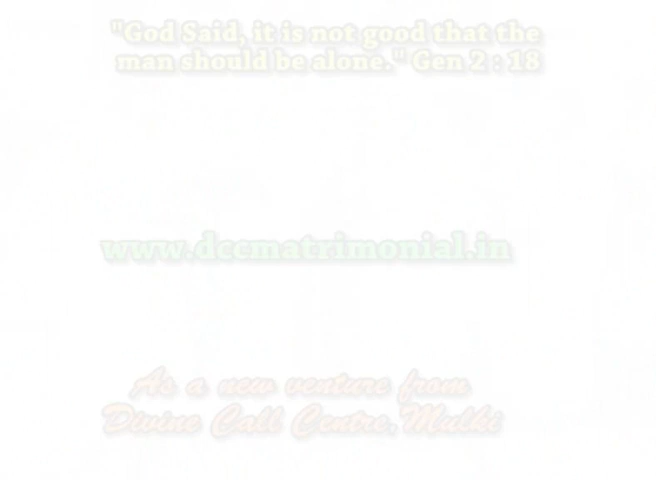 "God Said, it is not good that the
man should be alone." Gen 2 : 18
www.dccmatrimonial.in
As a new venture from
Divine Call Centre, Mulki